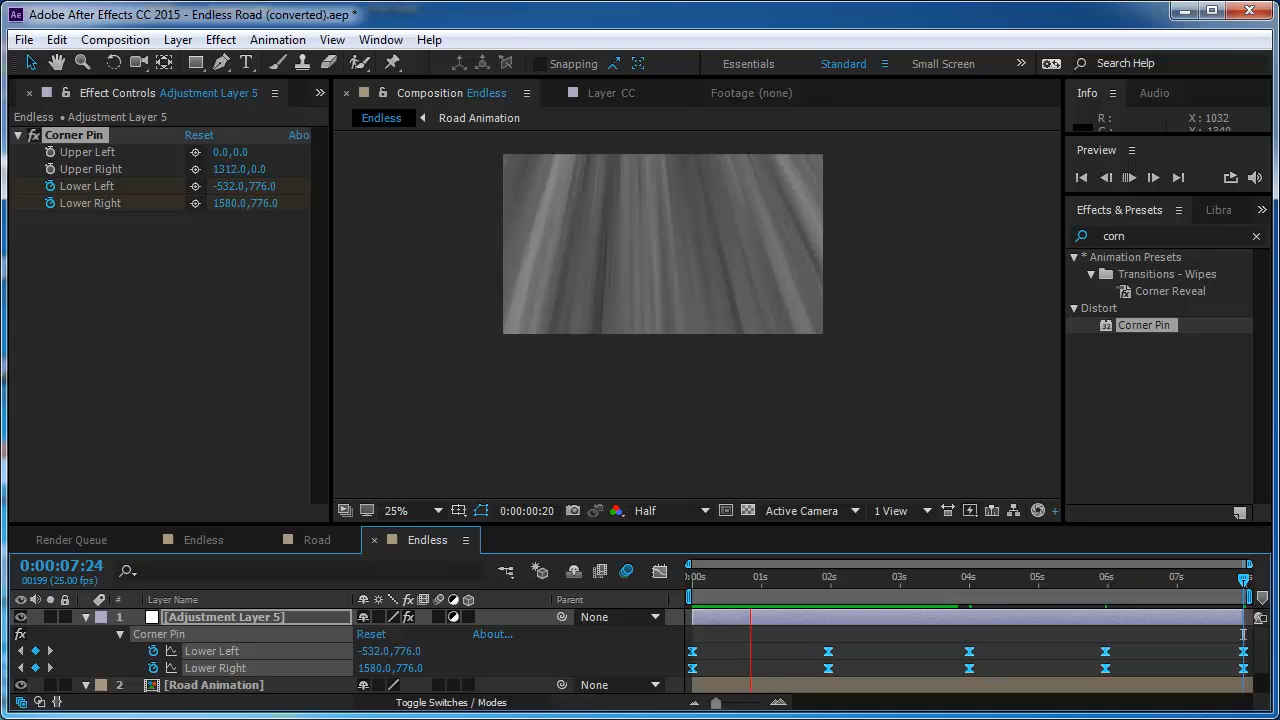 Adobe After Effects CC 2015 - Endless Road (converted).aep *
File Edit Composition Layer Effect Animation View Window Help
Snapping Essentials Standard Small Screen » Search Help
Effect Controls Adjustment Layer 5 »
Composition Endless
Layer CC
Footage (none)
Info Audio
Endless • Adjustment Layer 5
Endless Road Animation
R :
X : 1032
fx Corner Pin Reset Abo
Upper Left 0.0,0.0
Upper Right 1312.0,0.0
Lower Left -532.0,776.0
Lower Right 1580.0,776.0
Preview
Effects & Presets Libra »
corn
* Animation Presets
Transitions - Wipes
Corner Reveal
Distort
32 Corner Pin
25% 0:00:00:20 Half Active Camera 1 View
Render Queue Endless Road Endless
0:00:07:24
00199 (25.00 fps)
:00s 01s 02s 03s 04s 05s 06s 07s
# Layer Name fx Parent
1 [Adjustment Layer 5] fx None
fx Corner Pin Reset About...
Lower Left -532.0,776.0
Lower Right 1580.0,776.0
2 [Road Animation] None
Toggle Switches / Modes